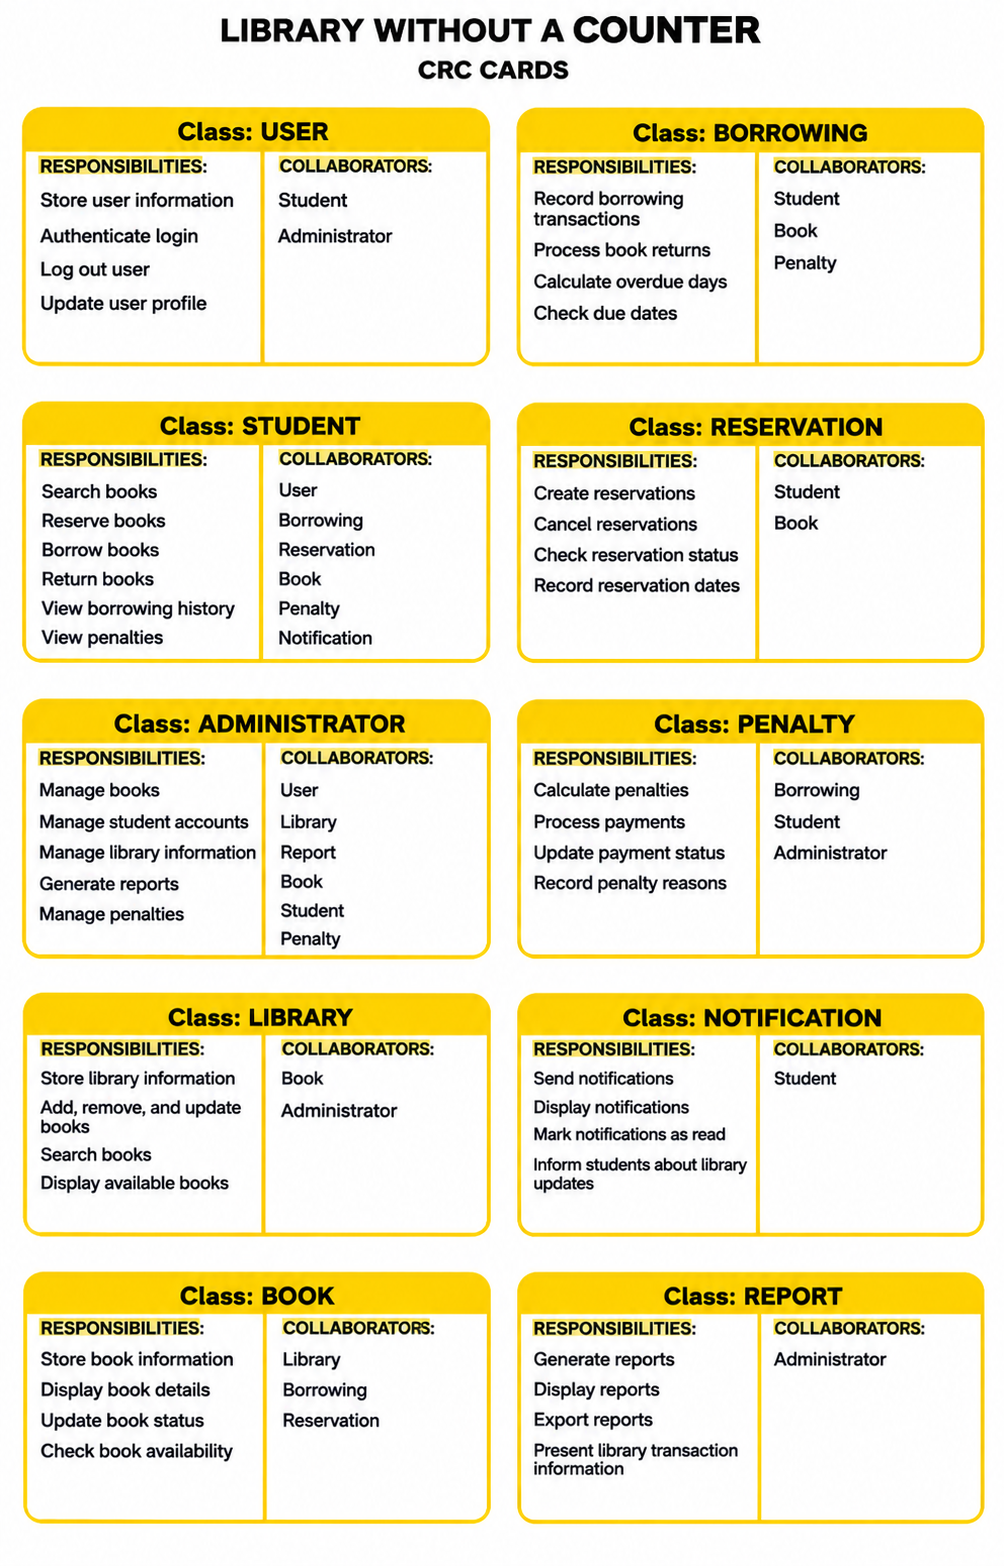 LIBRARY WITHOUT A COUNTER
CRC CARDS
Class: USER
RESPONSIBILITIES:
Store user information
Authenticate login
Log out user
Update user profile
COLLABORATORS:
Student
Administrator
Class: BORROWING
RESPONSIBILITIES:
Record borrowing
transactions
Process book returns
Calculate overdue days
Check due dates
COLLABORATORS:
Student
Book
Penalty
Class: STUDENT
RESPONSIBILITIES:
Search books
Reserve books
Borrow books
Return books
View borrowing history
View penalties
COLLABORATORS:
User
Borrowing
Reservation
Book
Penalty
Notification
Class: RESERVATION
RESPONSIBILITIES:
Create reservations
Cancel reservations
Check reservation status
Record reservation dates
COLLABORATORS:
Student
Book
Class: ADMINISTRATOR
RESPONSIBILITIES:
Manage books
Manage student accounts
Manage library information
Generate reports
Manage penalties
COLLABORATORS:
User
Library
Report
Book
Student
Penalty
Class: PENALTY
RESPONSIBILITIES:
Calculate penalties
Process payments
Update payment status
Record penalty reasons
COLLABORATORS:
Borrowing
Student
Administrator
Class: LIBRARY
RESPONSIBILITIES:
Store library information
Add, remove, and update
books
Search books
Display available books
COLLABORATORS:
Book
Administrator
Class: NOTIFICATION
RESPONSIBILITIES:
Send notifications
Display notifications
Mark notifications as read
Inform students about library
updates
COLLABORATORS:
Student
Class: BOOK
RESPONSIBILITIES:
Store book information
Display book details
Update book status
Check book availability
COLLABORATORS:
Library
Borrowing
Reservation
Class: REPORT
RESPONSIBILITIES:
Generate reports
Display reports
Export reports
Present library transaction
information
COLLABORATORS:
Administrator